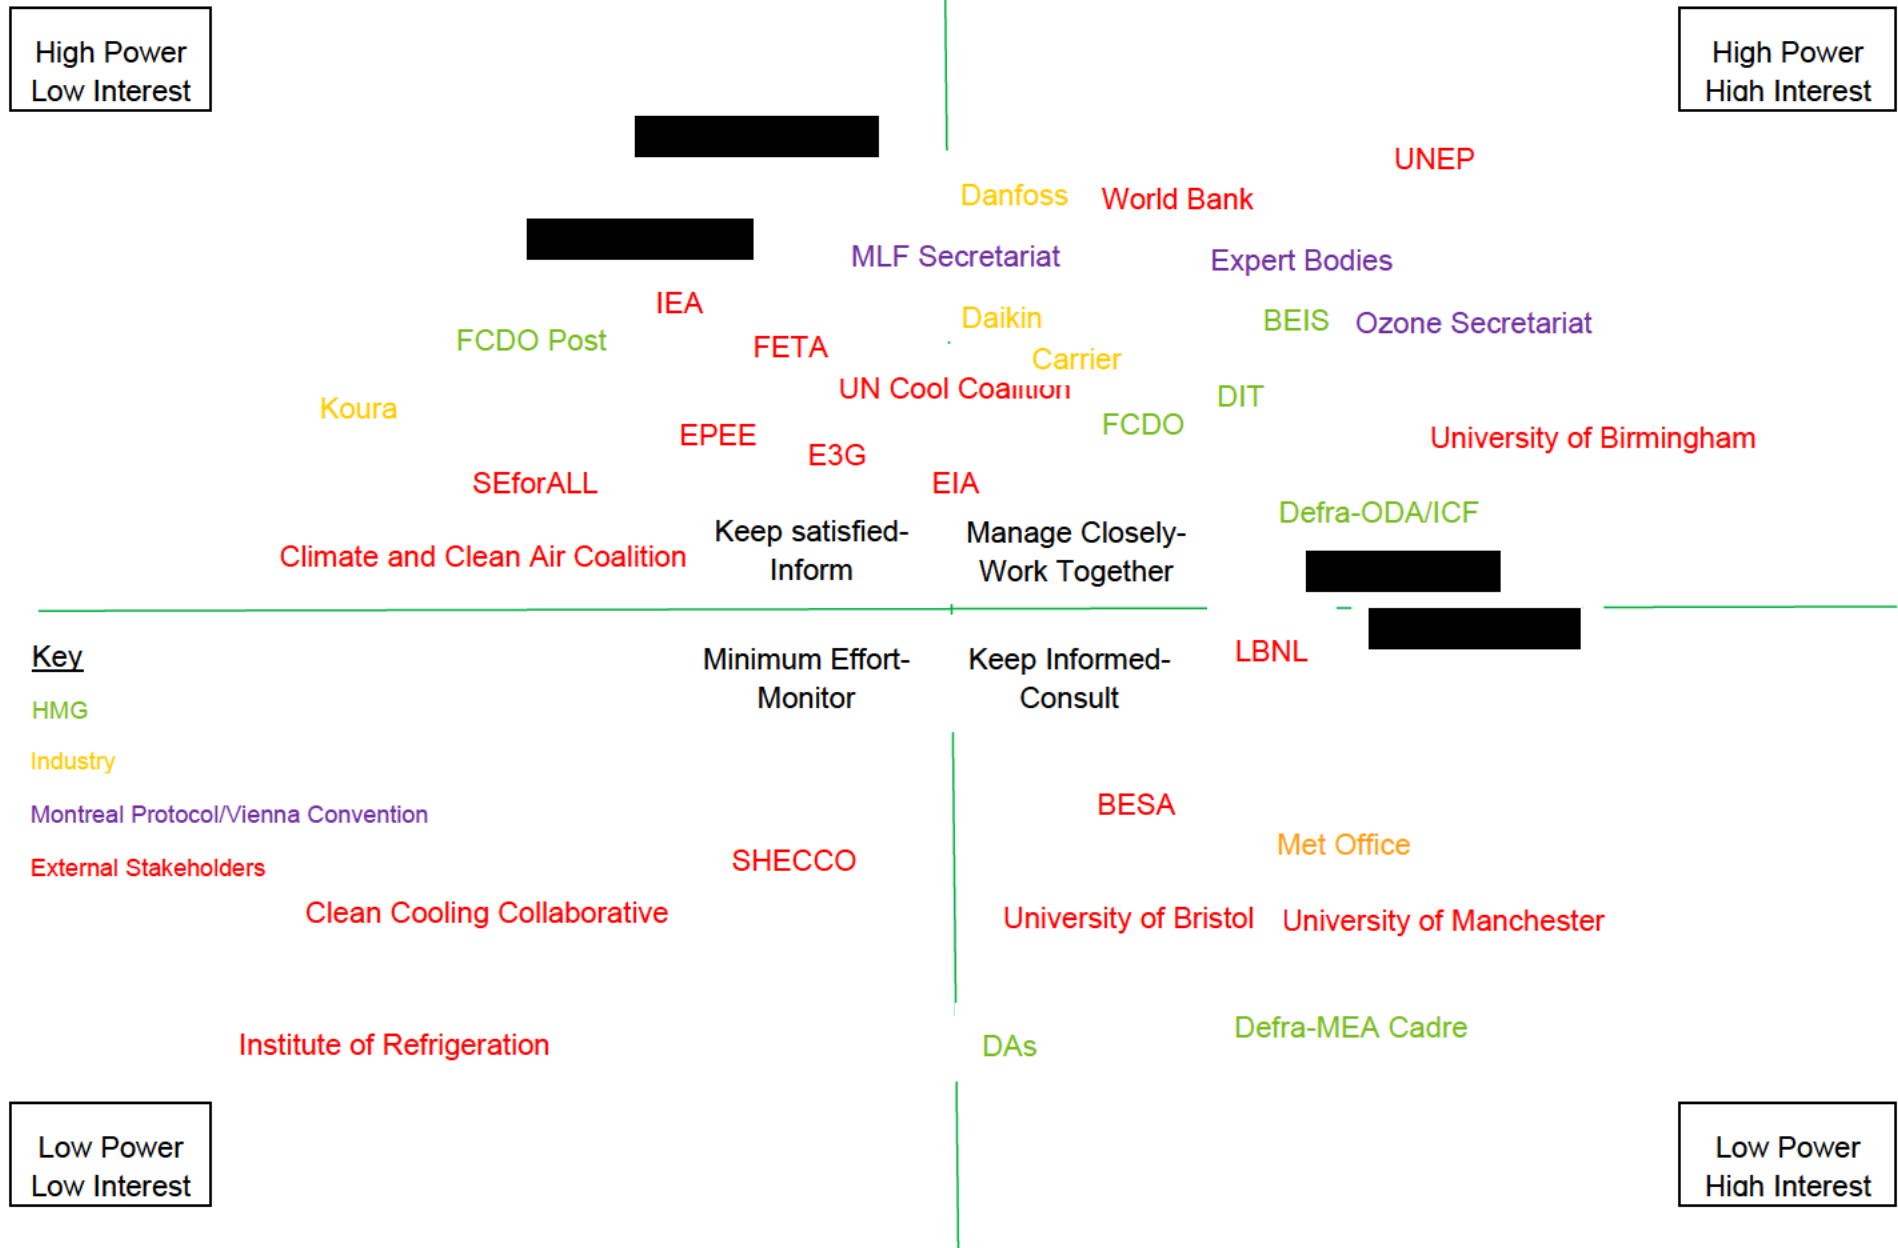 High Power
Low Interest
High Power
High Interest
UNEP
Danfoss
World Bank
MLF Secretariat
Expert Bodies
IEA
Daikin
BEIS
Ozone Secretariat
FCDO Post
FETA
Carrier
UN Cool Coalition
DIT
Koura
FCDO
EPEE
University of Birmingham
E3G
SEforALL
EIA
Defra-ODA/ICF
Keep satisfied-
Inform
Manage Closely-
Work Together
Climate and Clean Air Coalition
Key
Minimum Effort-
Monitor
Keep Informed-
Consult
LBNL
HMG
Industry
Montreal Protocol/Vienna Convention
External Stakeholders
BESA
Met Office
SHECCO
Clean Cooling Collaborative
University of Bristol
University of Manchester
Institute of Refrigeration
DAs
Defra-MEA Cadre
Low Power
Low Interest
Low Power
High Interest